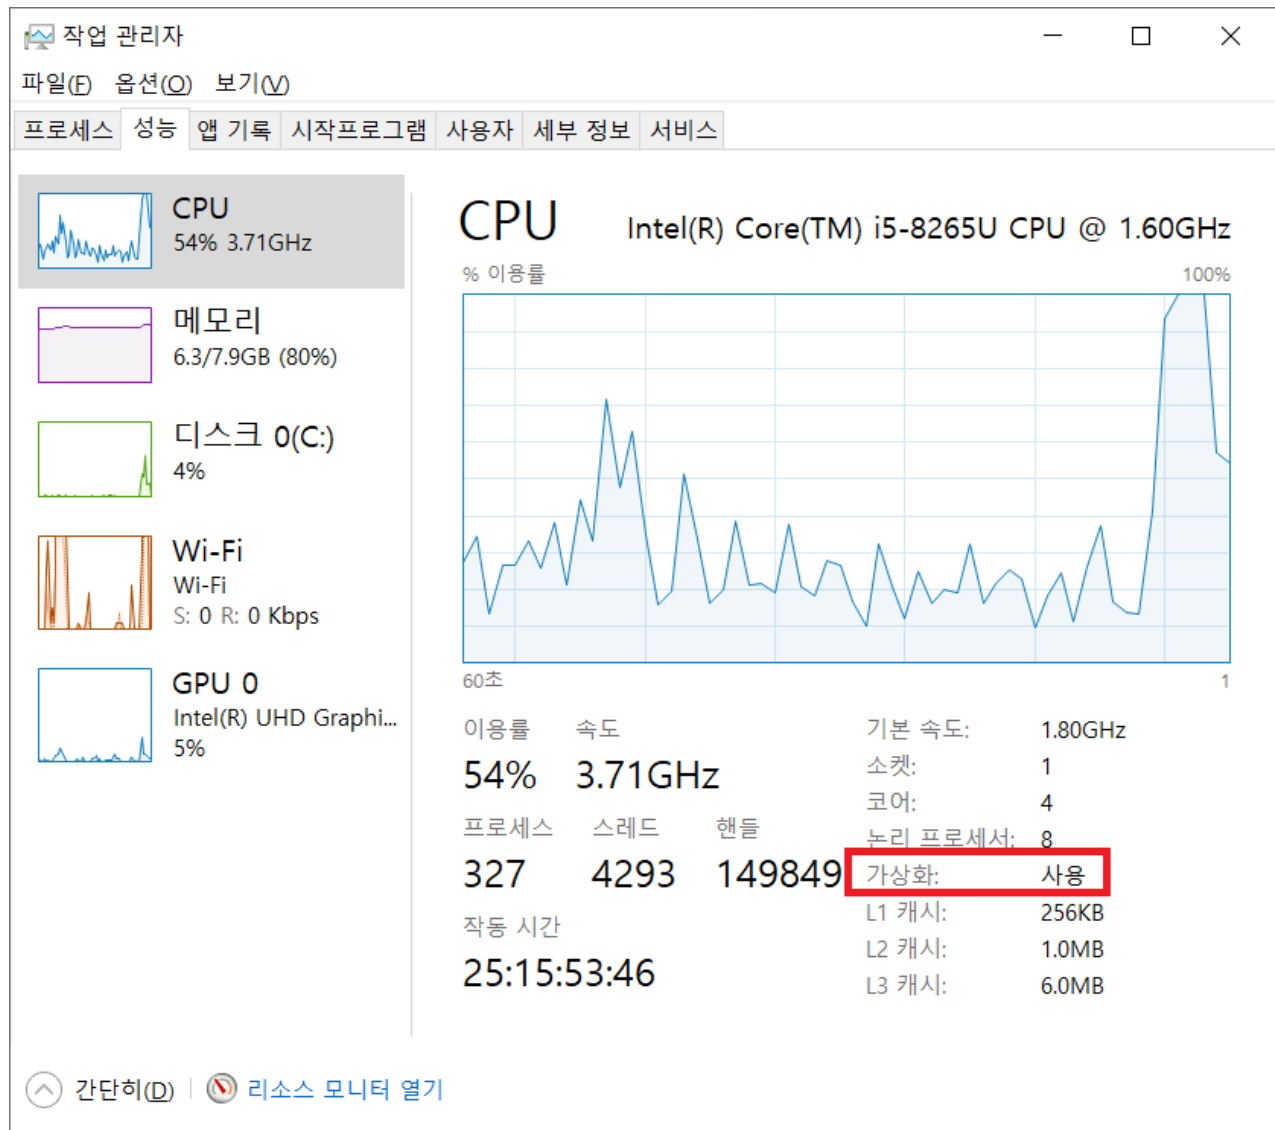 작업 관리자
파일(F) 옵션(O) 보기(V)
프로세스 성능 앱 기록 시작프로그램 사용자 세부 정보 서비스
CPU
54% 3.71GHz
메모리
6.3/7.9GB (80%)
디스크 0(C:)
4%
Wi-Fi
Wi-Fi
S: 0 R: 0 Kbps
GPU 0
Intel(R) UHD Graphi...
5%
CPU Intel(R) Core(TM) i5-8265U CPU @ 1.60GHz
% 이용률 100%
60초 1
이용률 속도
54% 3.71GHz
프로세스 스레드 핸들
327 4293 149849
작동 시간
25:15:53:46
기본 속도: 1.80GHz
소켓: 1
코어: 4
논리 프로세서: 8
가상화: 사용
L1 캐시: 256KB
L2 캐시: 1.0MB
L3 캐시: 6.0MB
간단히(D) 리소스 모니터 열기